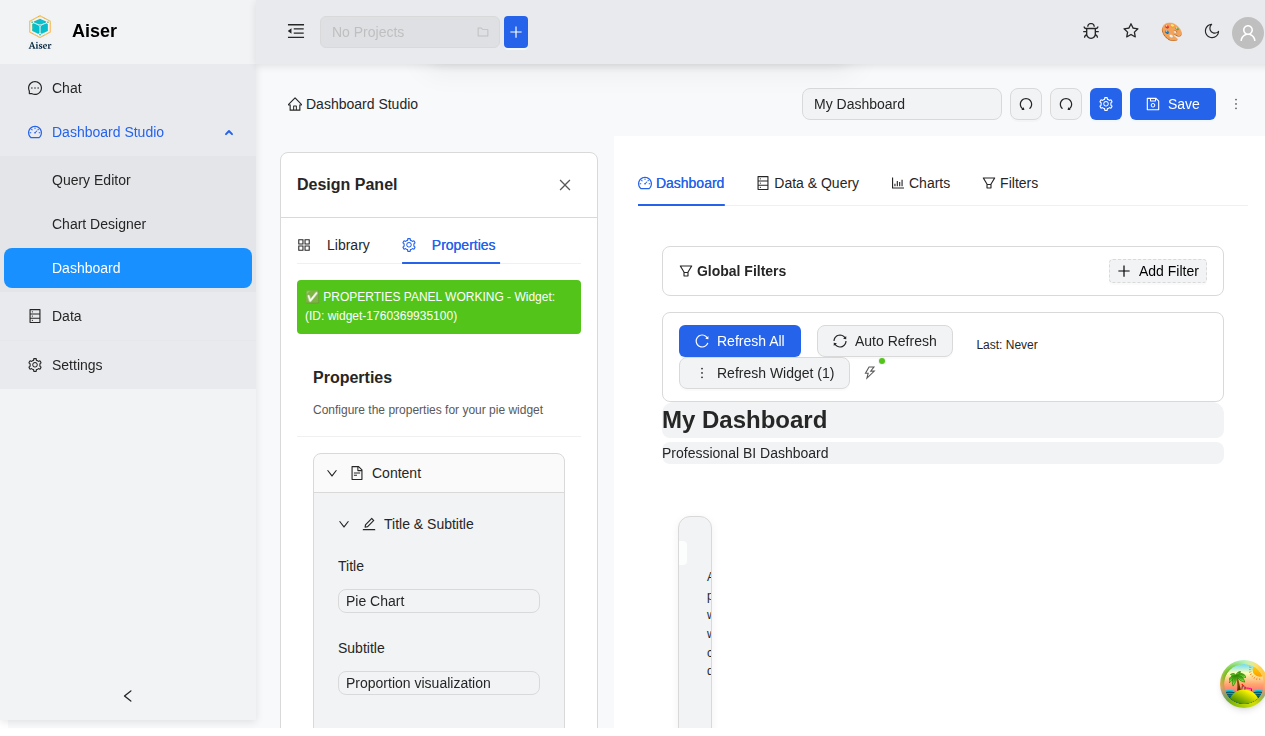 Aiser
Aiser
No Projects
Chat
Dashboard Studio
Query Editor
Chart Designer
Dashboard
Data
Settings
Dashboard Studio
My Dashboard
Save
Design Panel
Library
Properties
✅ PROPERTIES PANEL WORKING - Widget:
(ID: widget-1760369935100)
Properties
Configure the properties for your pie widget
Content
Title & Subtitle
Title
Pie Chart
Subtitle
Proportion visualization
Dashboard
Data & Query
Charts
Filters
Global Filters
Add Filter
Refresh All
Auto Refresh
Last: Never
Refresh Widget (1)
My Dashboard
Professional BI Dashboard